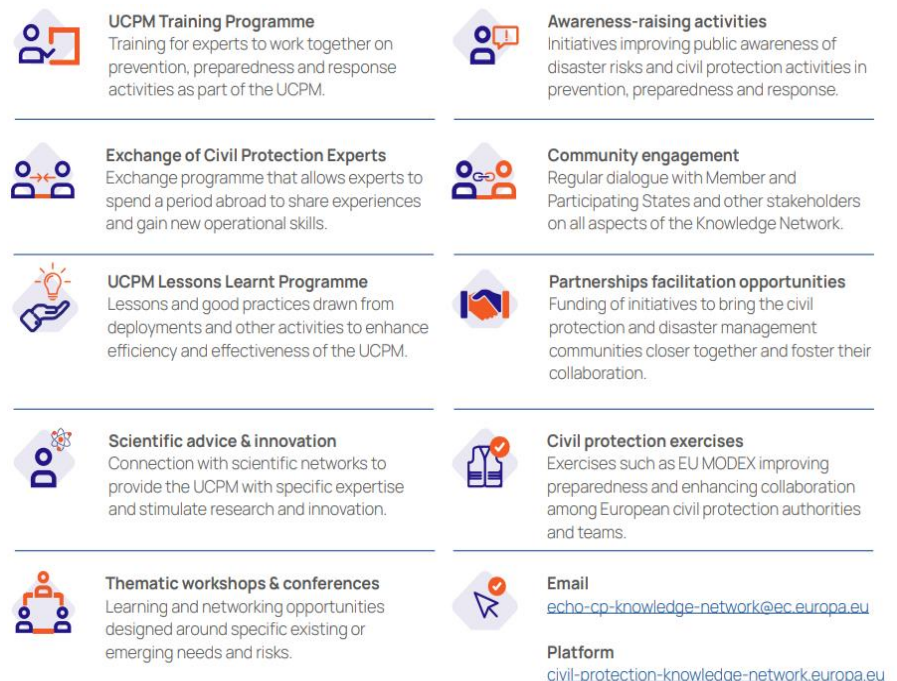 UCPM Training Programme
Training for experts to work together on
prevention, preparedness and response
activities as part of the UCPM.
Awareness-raising activities
Initiatives improving public awareness of
disaster risks and civil protection activities in
prevention, preparedness and response.
Exchange of Civil Protection Experts
Exchange programme that allows experts to
spend a period abroad to share experiences
and gain new operational skills.
Community engagement
Regular dialogue with Member and
Participating States and other stakeholders
on all aspects of the Knowledge Network.
UCPM Lessons Learnt Programme
Lessons and good practices drawn from
deployments and other activities to enhance
efficiency and effectiveness of the UCPM.
Partnerships facilitation opportunities
Funding of initiatives to bring the civil
protection and disaster management
communities closer together and foster their
collaboration.
Scientific advice & innovation
Connection with scientific networks to
provide the UCPM with specific expertise
and stimulate research and innovation.
Civil protection exercises
Exercises such as EU MODEX improving
preparedness and enhancing collaboration
among European civil protection authorities
and teams.
Thematic workshops & conferences
Learning and networking opportunities
designed around specific existing or
emerging needs and risks.
Email
echo-cp-knowledge-network@ec.europa.eu
Platform
civil-protection-knowledge-network.europa.eu